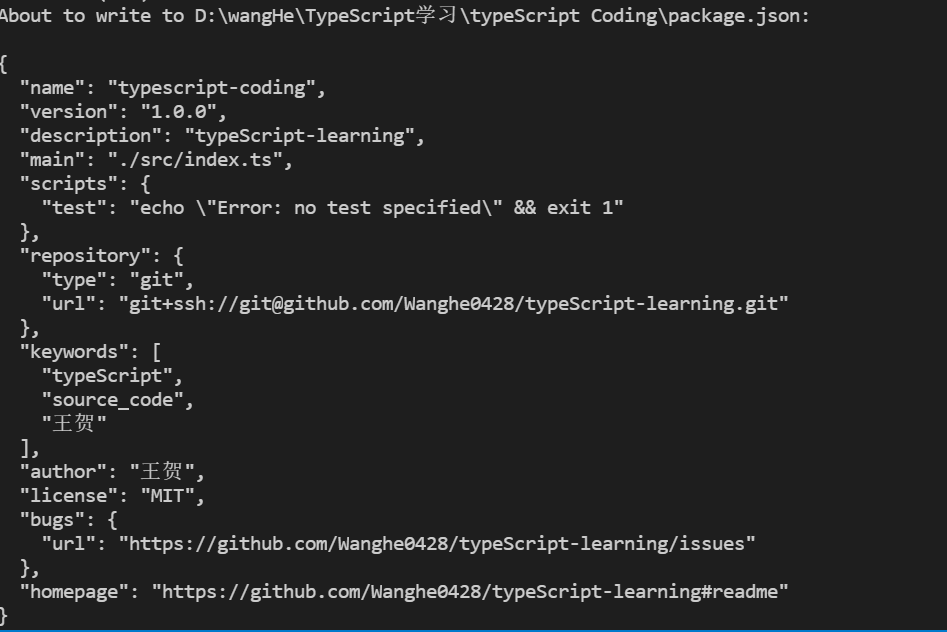 About to write to D:\wangHe\TypeScript学习\typeScript Coding\package.json:
{
"name": "typescript-coding",
"version": "1.0.0",
"description": "typeScript-learning",
"main": "./src/index.ts",
"scripts": {
"test": "echo \"Error: no test specified\" && exit 1"
},
"repository": {
"type": "git",
"url": "git+ssh://git@github.com/Wanghe0428/typeScript-learning.git"
},
"keywords": [
"typeScript",
"source_code",
"王贺"
],
"author": "王贺",
"license": "MIT",
"bugs": {
"url": "https://github.com/Wanghe0428/typeScript-learning/issues"
},
"homepage": "https://github.com/Wanghe0428/typeScript-learning#readme"
}